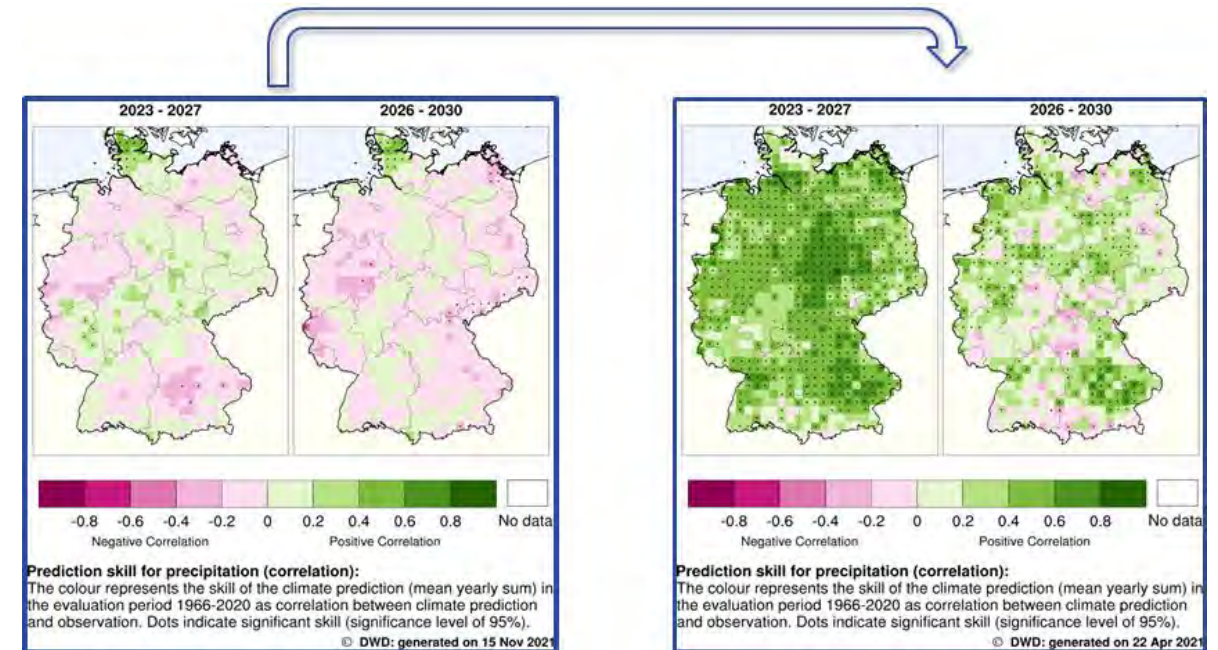 2023 - 2027
2026 - 2030
-0.8 -0.6 -0.4 -0.2 0 0.2 0.4 0.6 0.8 No data
Negative Correlation Positive Correlation
Prediction skill for precipitation (correlation):
The colour represents the skill of the climate prediction (mean yearly sum) in
the evaluation period 1966-2020 as correlation between climate prediction
and observation. Dots indicate significant skill (significance level of 95%).
© DWD: generated on 15 Nov 2021
2023 - 2027
2026 - 2030
-0.8 -0.6 -0.4 -0.2 0 0.2 0.4 0.6 0.8 No data
Negative Correlation Positive Correlation
Prediction skill for precipitation (correlation):
The colour represents the skill of the climate prediction (mean yearly sum) in
the evaluation period 1966-2020 as correlation between climate prediction
and observation. Dots indicate significant skill (significance level of 95%).
© DWD: generated on 22 Apr 2021